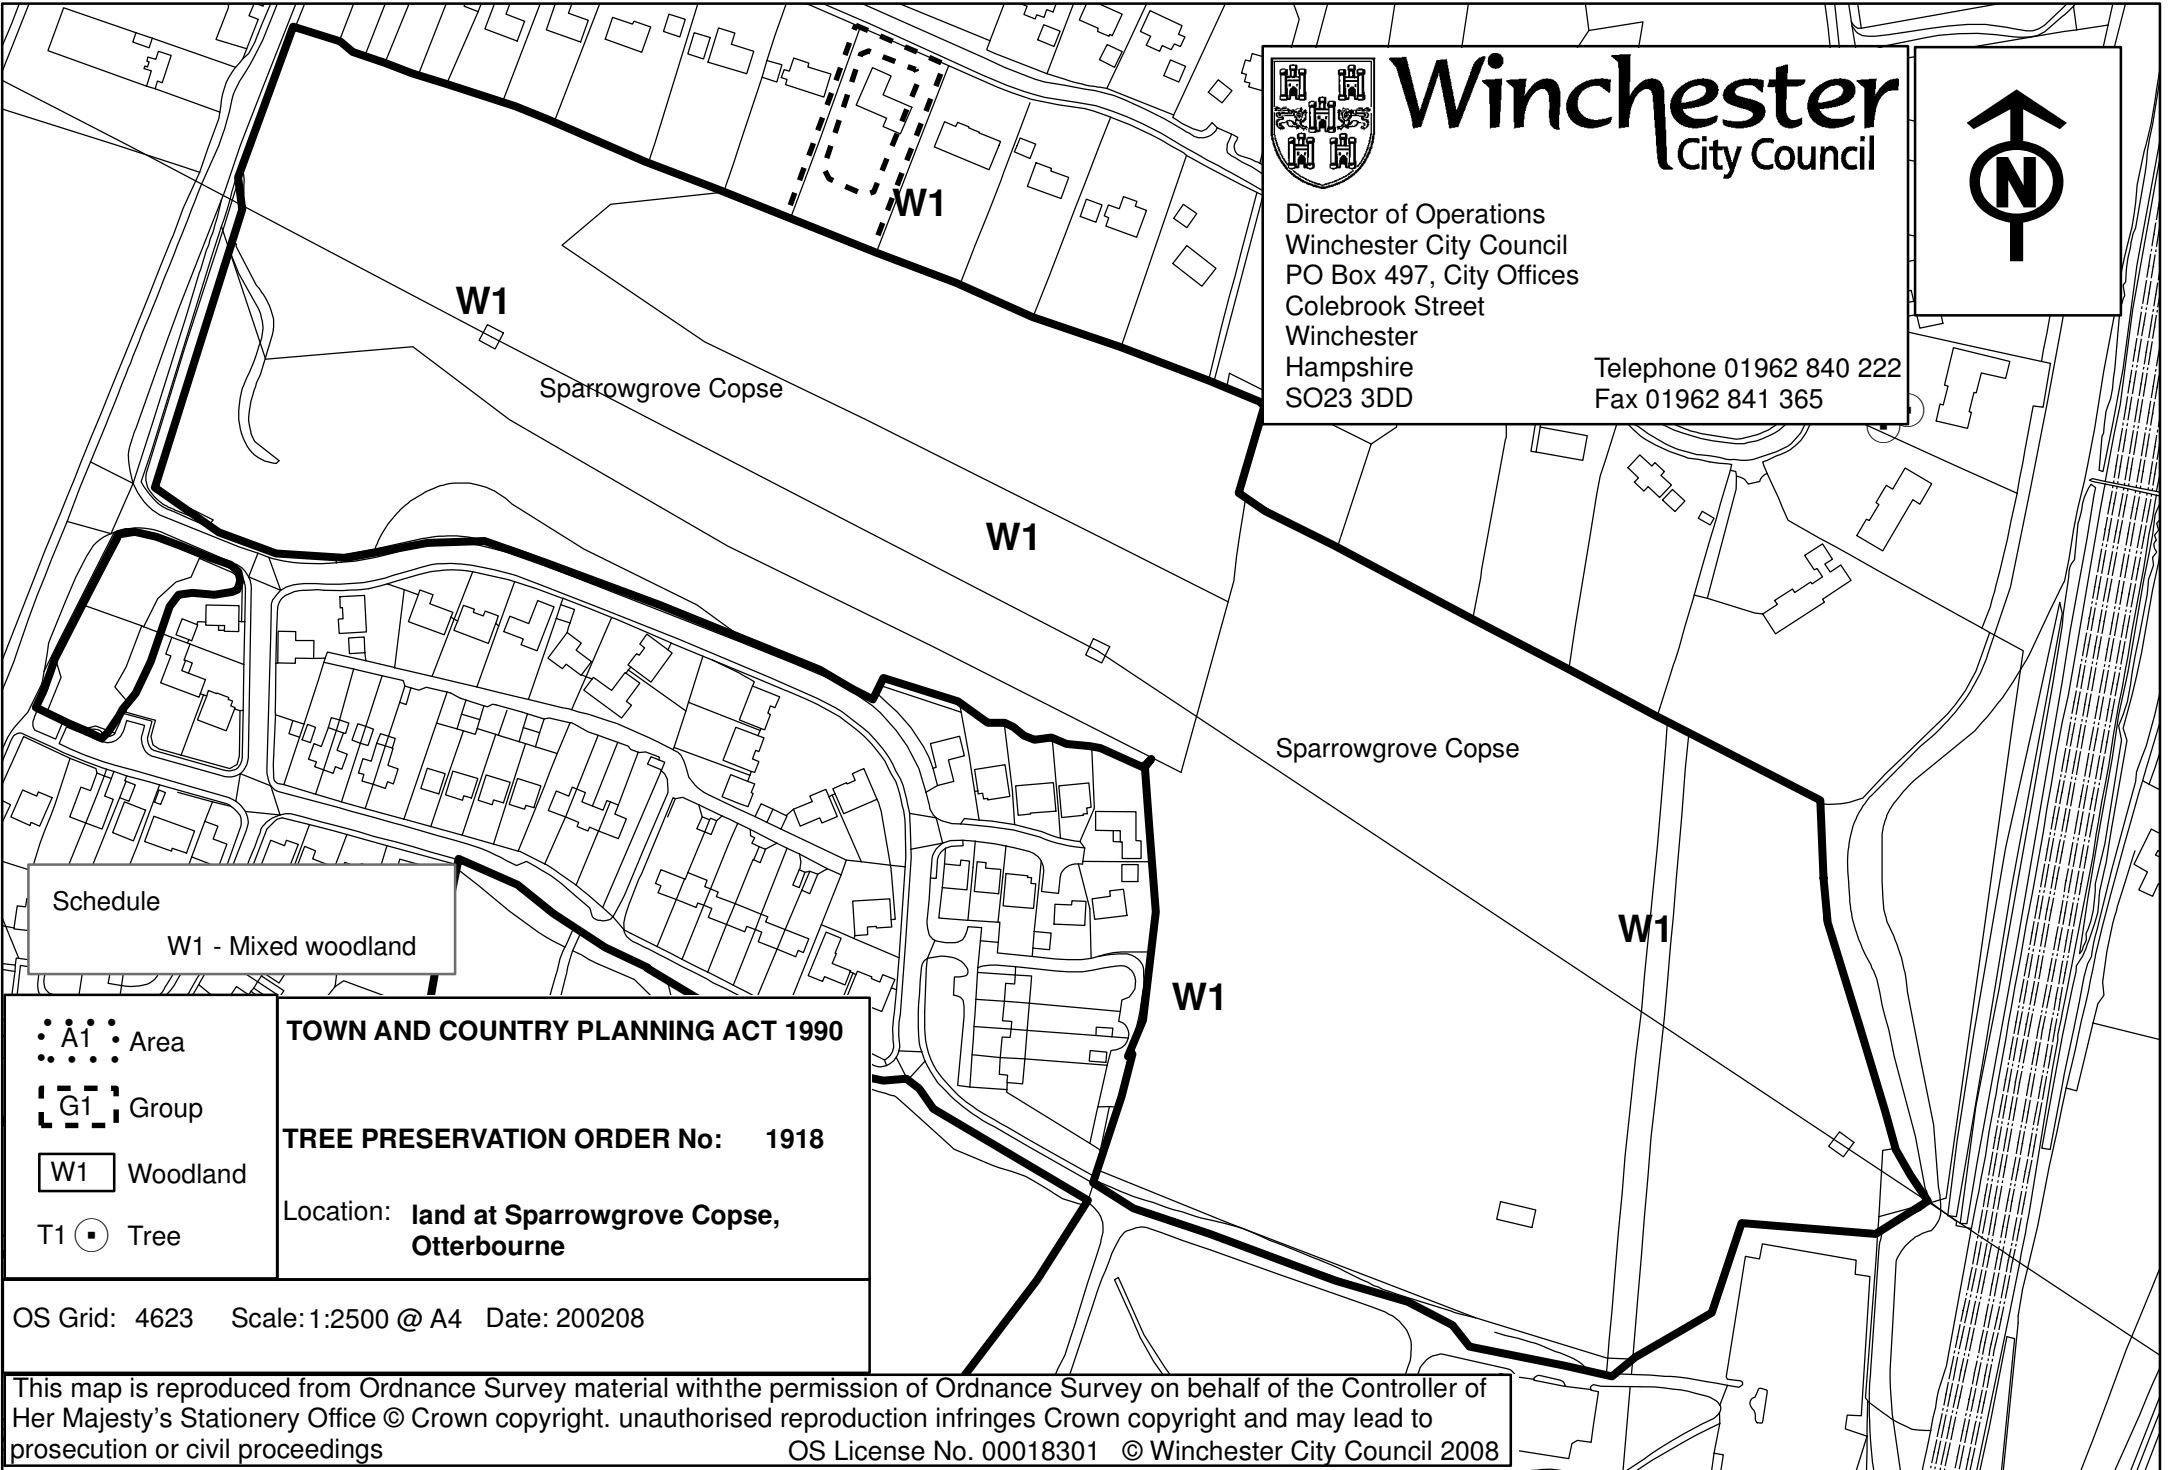 Winchester
City Council
Director of Operations
Winchester City Council
PO Box 497, City Offices
Colebrook Street
Winchester
Hampshire
SO23 3DD
Telephone 01962 840 222
Fax 01962 841 365
N
W1
W1
Sparrowgrove Copse
W1
Sparrowgrove Copse
W1
W1
Schedule
W1 - Mixed woodland
A1 Area
G1 Group
W1 Woodland
T1 Tree
TOWN AND COUNTRY PLANNING ACT 1990
TREE PRESERVATION ORDER No: 1918
Location: land at Sparrowgrove Copse,
Otterbourne
OS Grid: 4623 Scale: 1:2500 @ A4 Date: 200208
This map is reproduced from Ordnance Survey material withthe permission of Ordnance Survey on behalf of the Controller of
Her Majesty's Stationery Office © Crown copyright. unauthorised reproduction infringes Crown copyright and may lead to
prosecution or civil proceedings OS License No. 00018301 © Winchester City Council 2008